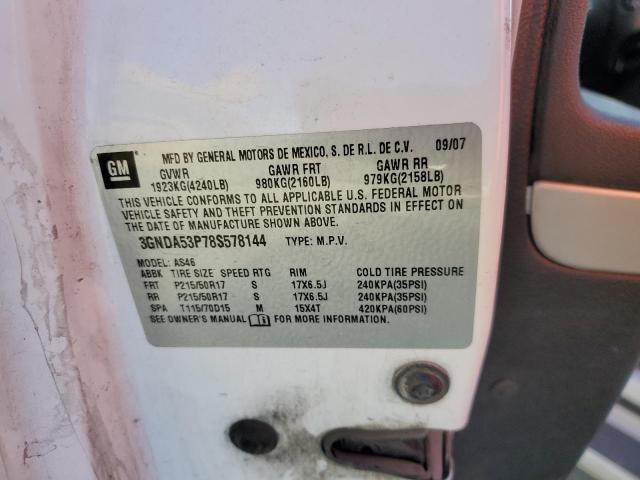 GM
MFD BY GENERAL MOTORS DE MEXICO, S. DE R.L. DE C.V. 09/07
GVWR GAWR FRT GAWR RR
1923KG(4240LB) 980KG(2160LB) 979KG(2158LB)
THIS VEHICLE CONFORMS TO ALL APPLICABLE U.S. FEDERAL MOTOR
VEHICLE SAFETY AND THEFT PREVENTION STANDARDS IN EFFECT ON
THE DATE OF MANUFACTURE SHOWN ABOVE.
3GNDA53P78S578144 TYPE: M.P.V.
MODEL: AS46
ABBK TIRE SIZE SPEED RTG RIM COLD TIRE PRESSURE
FRT P215/50R17 S 17X6.5J 240KPA(35PSI)
RR P215/50R17 S 17X6.5J 240KPA(35PSI)
SPA T115/70D15 M 15X4T 420KPA(60PSI)
SEE OWNER'S MANUAL FOR MORE INFORMATION.